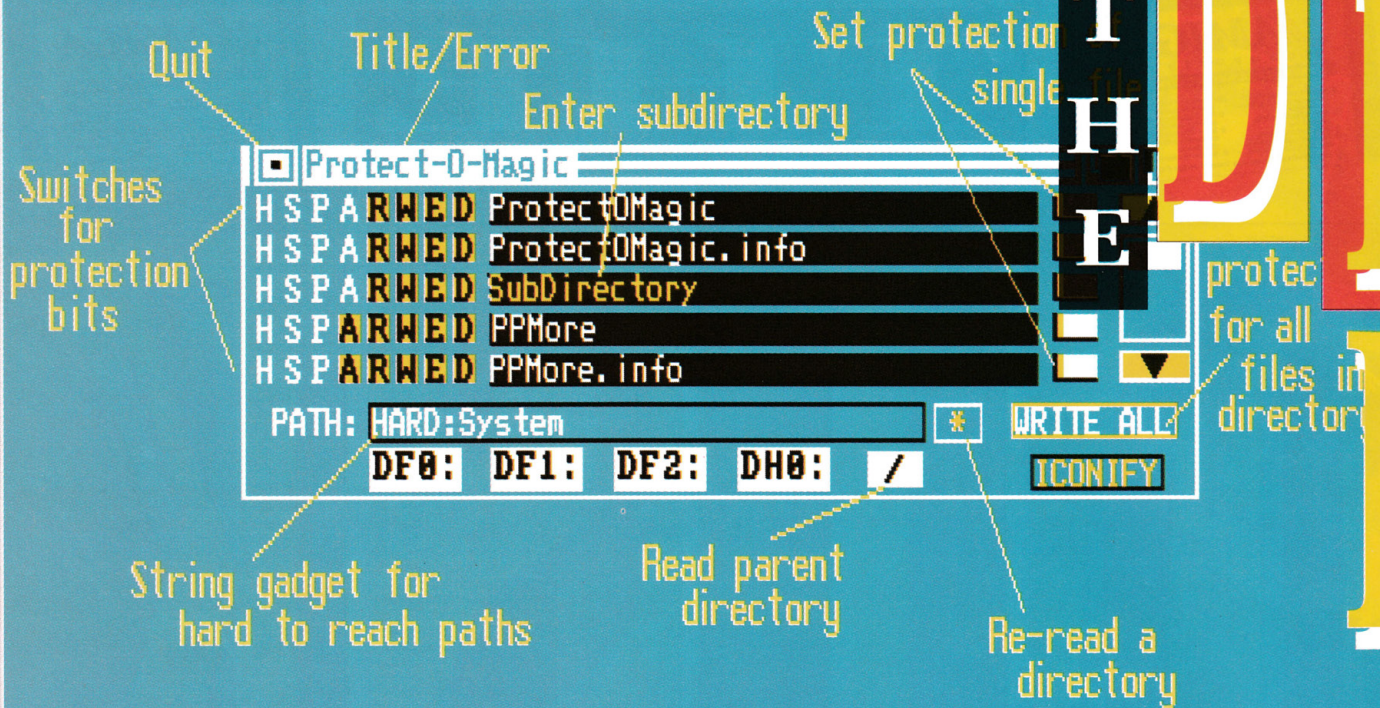 Quit
Title/Error
Set protection of
single file
Enter subdirectory
Switches
for
protection
bits
Protect-O-Magic
HSPARWED ProtectOMagic
HSPARWED ProtectOMagic.info
HSPARWED SubDirectory
HSPARWED PPMore
HSPARWED PPMore.info
PATH: HARD:System * WRITE ALL
DF0: DF1: DF2: DH0: / ICONIFY
for all
files in
String gadget for
hard to reach paths
Read parent
directory
Re-read a
directory
T
H
E
D